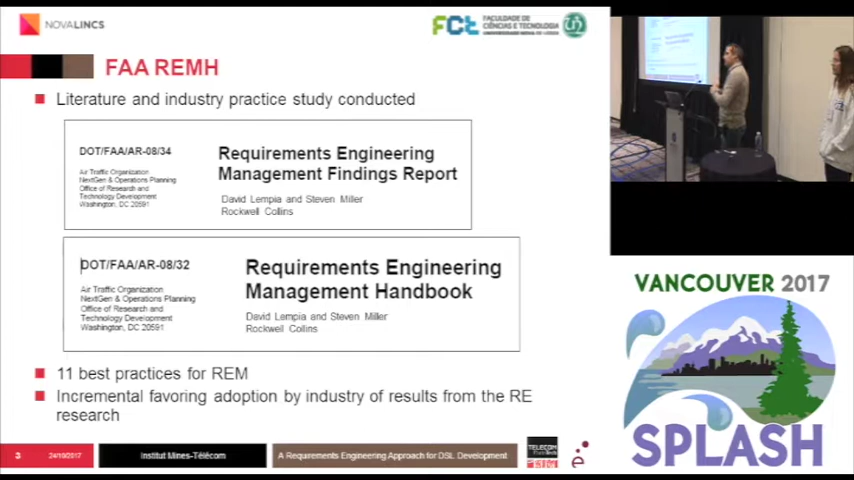 NOVALINCS
FCt
FACULDADE DE
CIÊNCIAS E TECNOLOGIA
UNIVERSIDADE NOVA DE LISBOA
FAA REMH
Literature and industry practice study conducted
DOT/FAA/AR-08/34
Air Traffic Organization
NextGen & Operations Planning
Office of Research and
Technology Development
Washington, DC 20591
Requirements Engineering
Management Findings Report
David Lempia and Steven Miller
Rockwell Collins
DOT/FAA/AR-08/32
Air Traffic Organization
NextGen & Operations Planning
Office of Research and
Technology Development
Washington, DC 20591
Requirements Engineering
Management Handbook
David Lempia and Steven Miller
Rockwell Collins
11 best practices for REM
Incremental favoring adoption by industry of results from the RE
research
3
24/10/2017
Institut Mines-Télécom
A Requirements Engineering Approach for DSL Development
TELECOM
VANCOUVER 2017
SPLASH